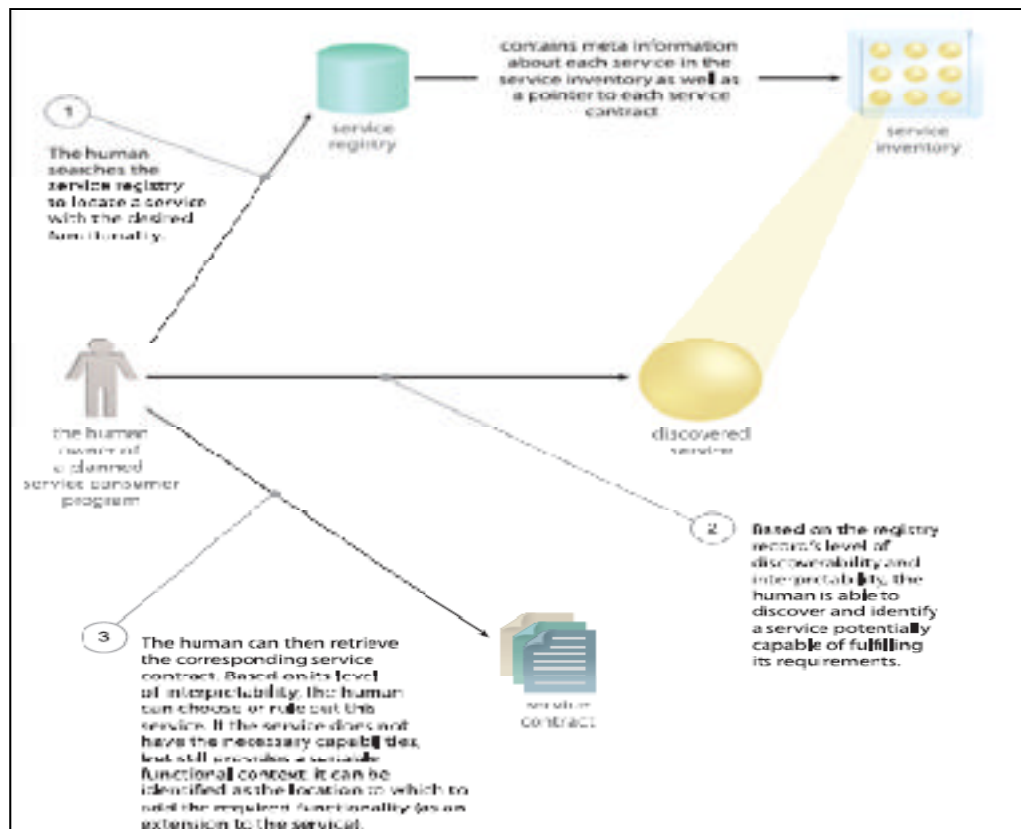 contains meta information
about each service in the
service inventory as well as
a pointer to each service
contract
service
registry
service
inventory
1
The human
searches the
service registry
to locate a service
with the desired
functionality.
the human
owner of
a planned
service consumer
program
discovered
service
2
Based on the registry
record's level of
discoverability and
interpretability, the
human is able to
discover and identify
a service potentially
capable of fulfilling
its requirements.
3
The human can then retrieve
the corresponding service
contract. Based on its level
of interpretability, the human
can choose or rule out this
service. If the service does not
have the necessary capabilities,
but still provides a suitable
functional context, it can be
identified as the location to which to
add the required functionality (as an
extension to the service).
service
contract